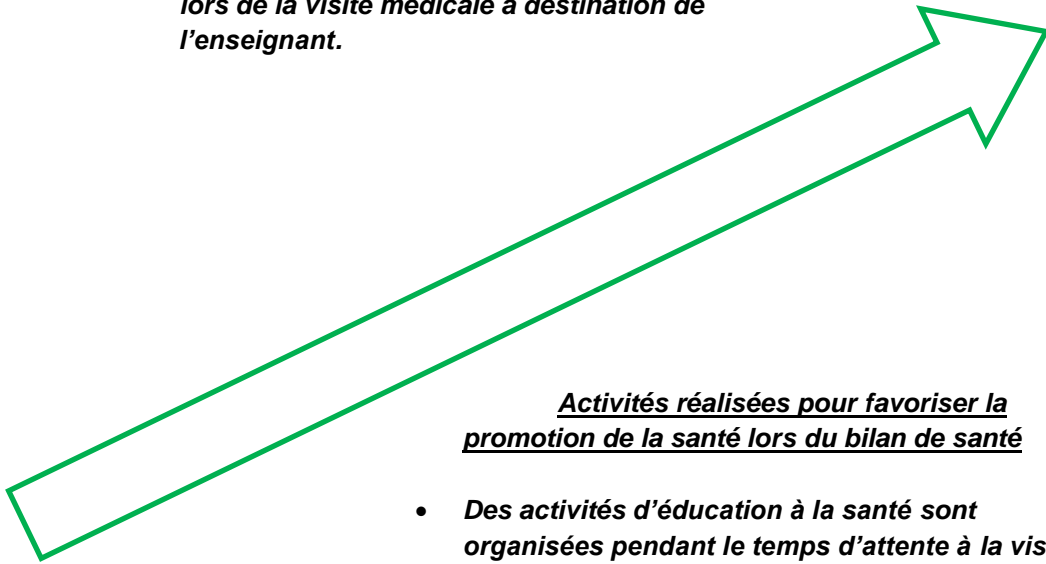 lors de la visite médicale à destination de
l’enseignant.
Activités réalisées pour favoriser la
promotion de la santé lors du bilan de santé
• Des activités d’éducation à la santé sont
organisées pendant le temps d’attente à la vis